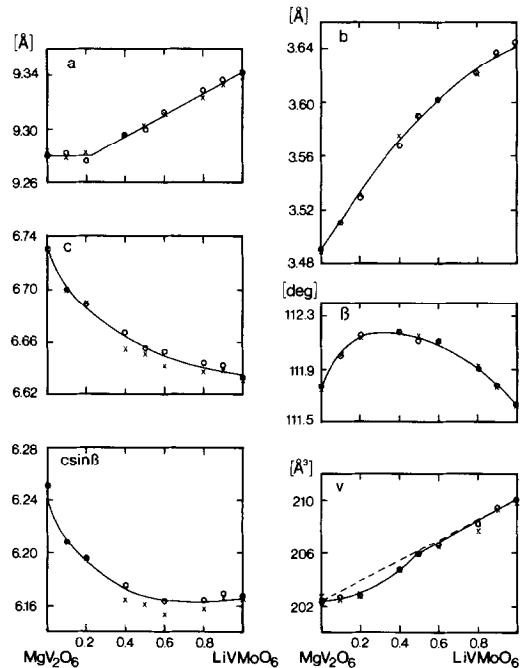 [Å]
a
9.34
9.30
9.26
[Å]
b
3.64
3.60
3.56
3.52
3.48
6.74
c
6.70
6.66
6.62
[deg]
112.3
β
111.9
111.5
6.28
csinβ
6.24
6.20
6.16
[Å³]
v
210
206
202
0.2 0.4 0.6 0.8
MgV₂O₆ LiVMoO₆
0.2 0.4 0.6 0.8
MgV₂O₆ LiVMoO₆